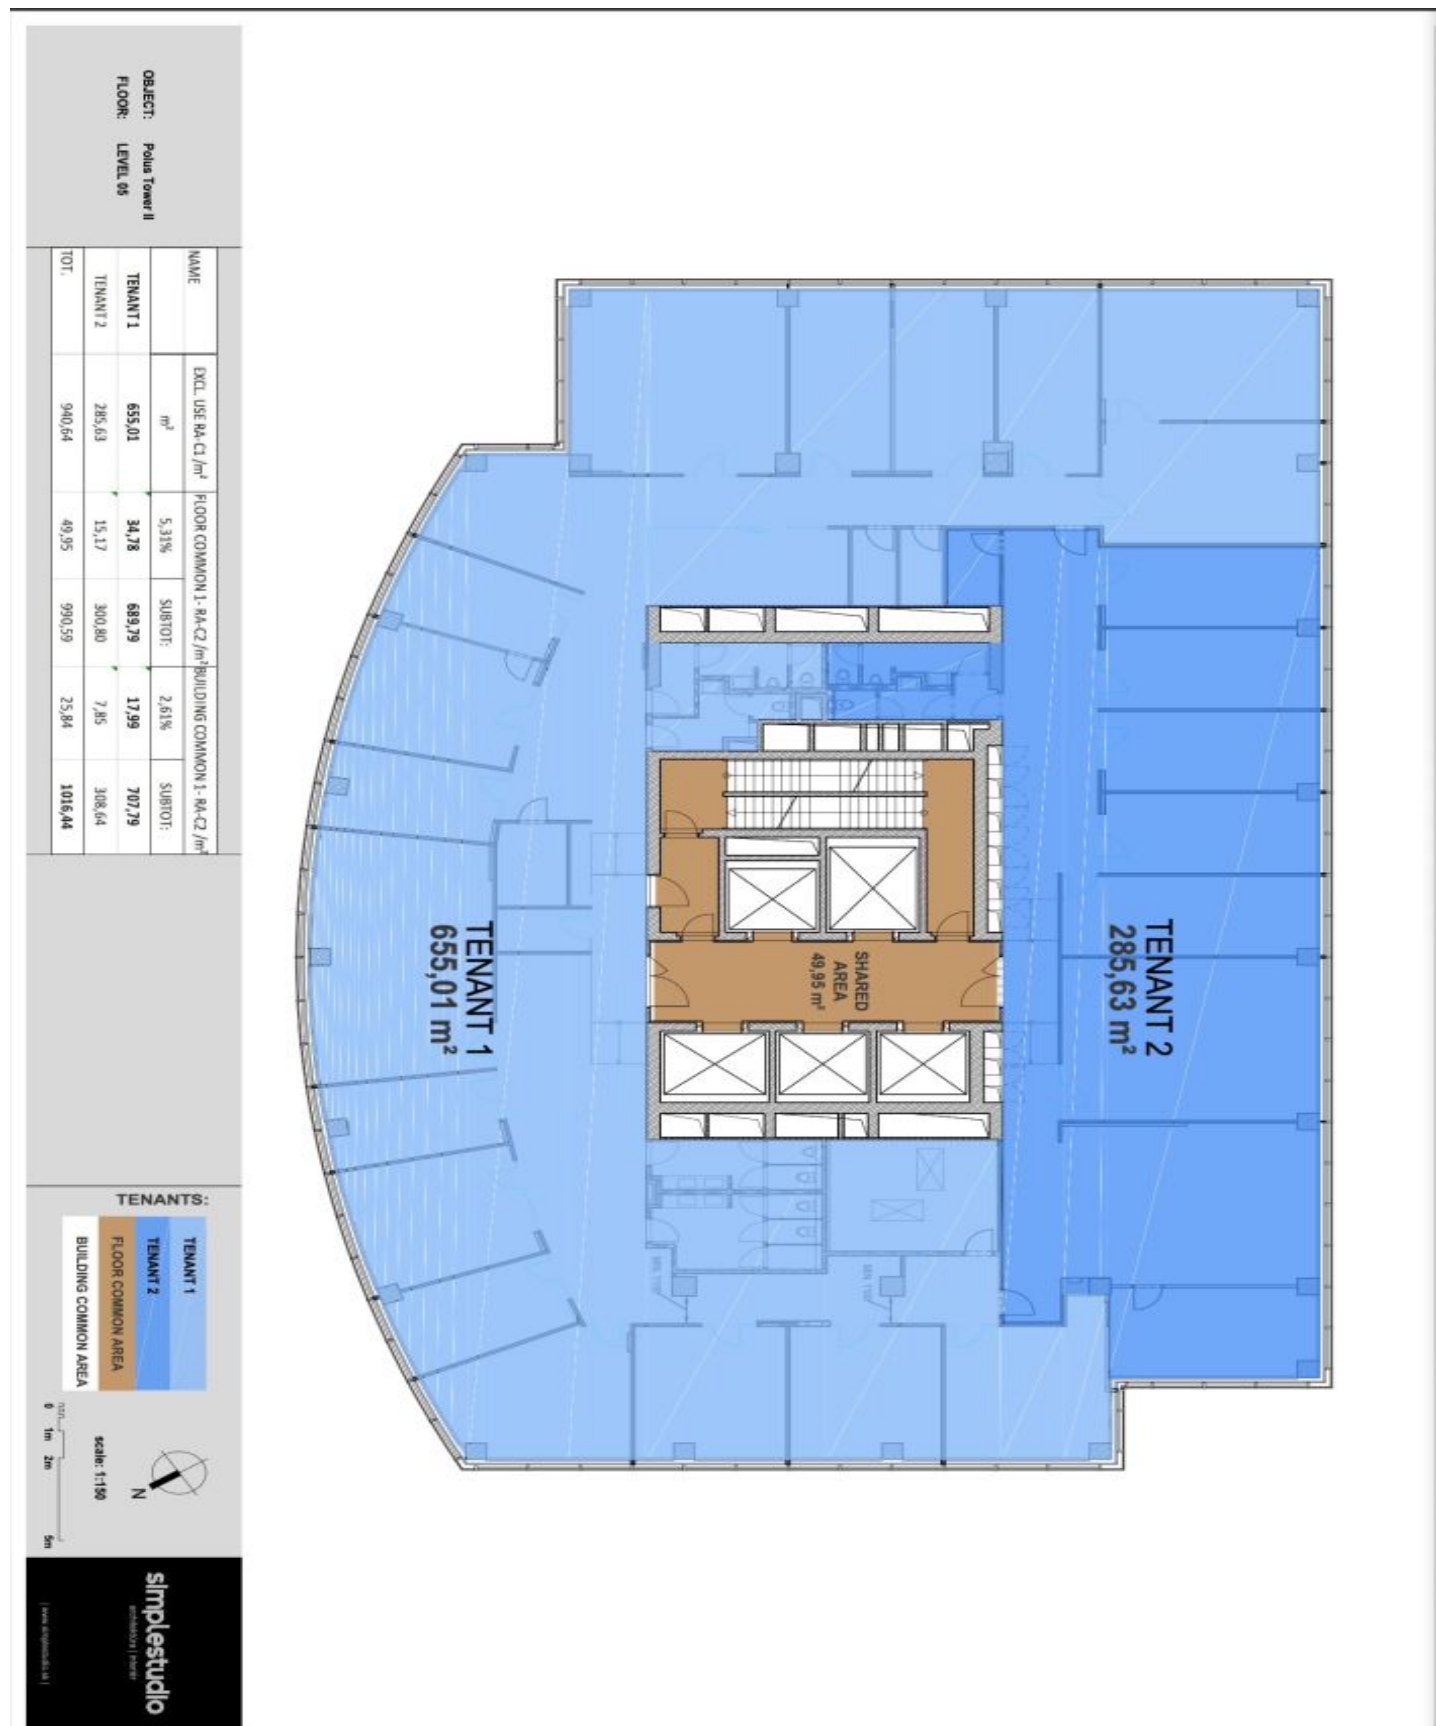 OBJECT: Polus Tower II
FLOOR: LEVEL 05
NAME EXCL. USE RA-C1 /m² FLOOR COMMON 1- RA-C2 /m² BUILDING COMMON 1- RA-C2 /m²
m² 5,31% SUBTOT: 2,61% SUBTOT:
TENANT 1 655,01 34,78 689,79 17,99 707,79
TENANT 2 285,63 15,17 300,80 7,85 308,64
TOT. 940,64 49,95 990,59 25,84 1016,44
TENANT 2
285,63 m²
SHARED
AREA
49,95 m²
TENANT 1
655,01 m²
TENANTS:
TENANT 1
TENANT 2
FLOOR COMMON AREA
BUILDING COMMON AREA
N
scale: 1:150
0 1m 2m 5m
simplestudio
architektúra | interiér
| www.simplestudio.sk |